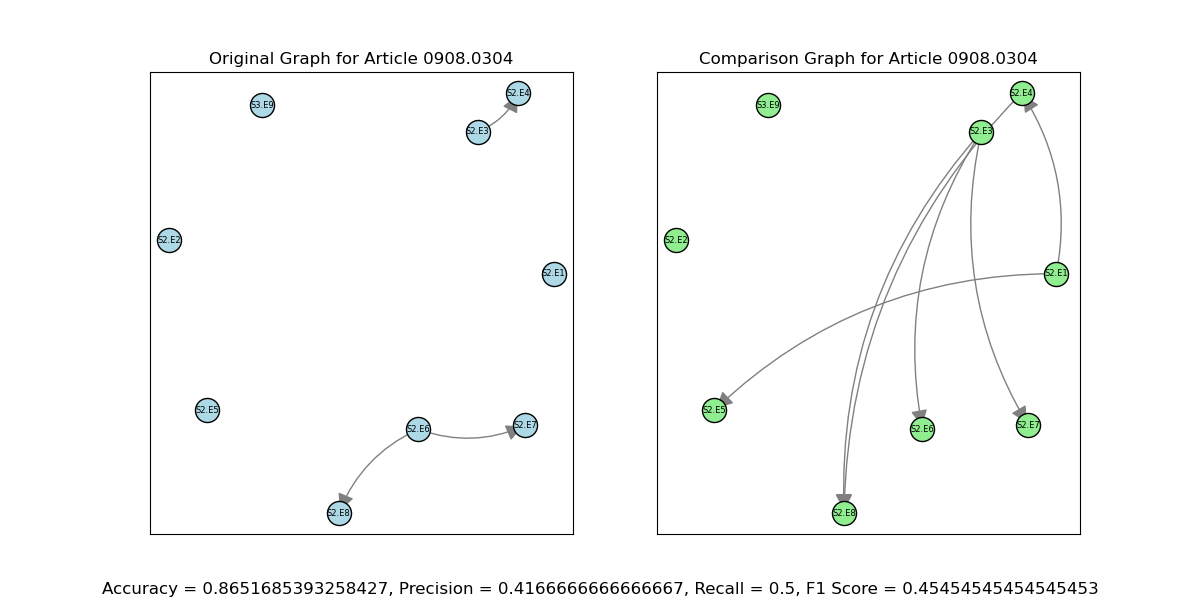 Original Graph for Article 0908.0304
S3.E9
S2.E4
S2.E3
S2.E2
S2.E1
S2.E5
S2.E6
S2.E7
S2.E8
Comparison Graph for Article 0908.0304
S3.E9
S2.E4
S2.E3
S2.E2
S2.E1
S2.E5
S2.E6
S2.E7
S2.E8
Accuracy = 0.8651685393258427, Precision = 0.4166666666666667, Recall = 0.5, F1 Score = 0.45454545454545453